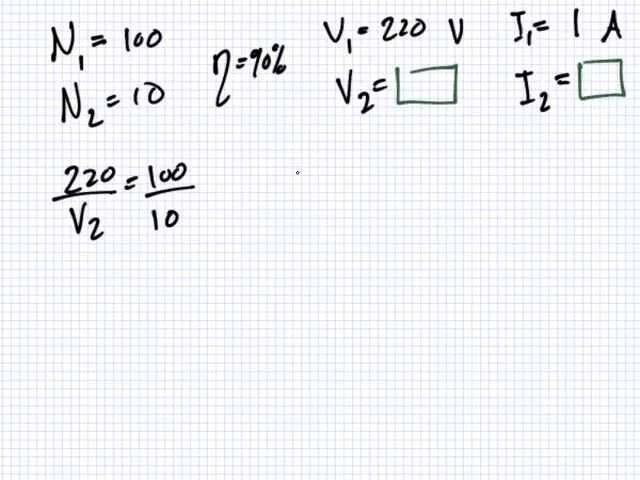 N₁ = 100
N₂ = 10
η = 90%
V₁ = 220 V
V₂ =
I₁ = 1 A
I₂ =
220/V₂ = 100/10